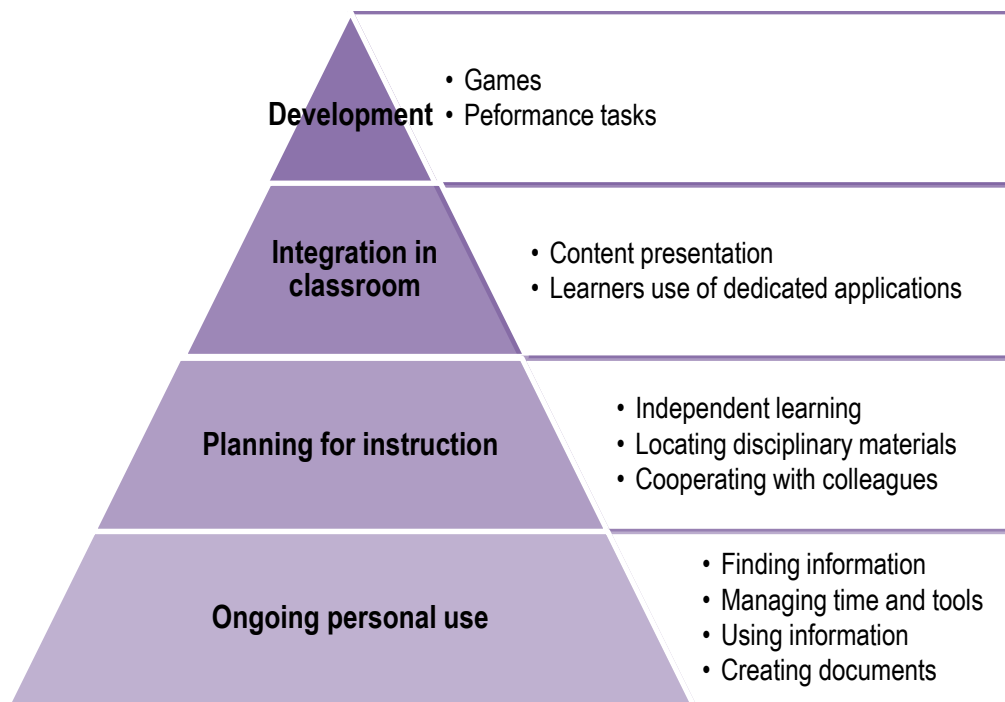 Development
• Games
• Peformance tasks
Integration in
classroom
• Content presentation
• Learners use of dedicated applications
Planning for instruction
• Independent learning
• Locating disciplinary materials
• Cooperating with colleagues
Ongoing personal use
• Finding information
• Managing time and tools
• Using information
• Creating documents